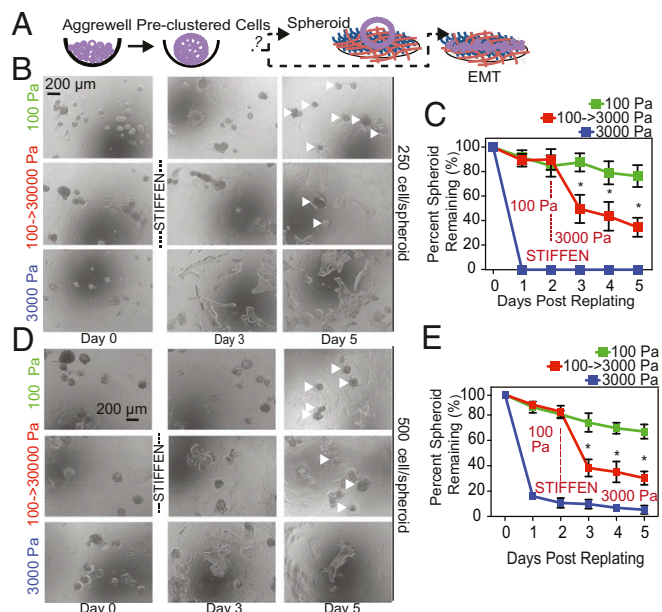 A
Aggrewell Pre-clustered Cells
Spheroid
?
EMT
B
200 μm
100 Pa
100->30000 Pa
3000 Pa
STIFFEN
250 cell/spheroid
Day 0
Day 3
Day 5
C
100 Pa
100->3000 Pa
3000 Pa
Percent Spheroid
Remaining (%)
100
80
60
40
20
0
100 Pa
3000 Pa
STIFFEN
*
*
*
0 1 2 3 4 5
Days Post Replating
D
200 μm
100 Pa
100->30000 Pa
3000 Pa
STIFFEN
500 cell/spheroid
Day 0
Day 3
Day 5
E
100 Pa
100->3000 Pa
3000 Pa
Percent Spheroid
Remaining (%)
100
80
60
40
20
0
100
Pa
STIFFEN
3000 Pa
*
*
*
0 1 2 3 4 5
Days Post Replating